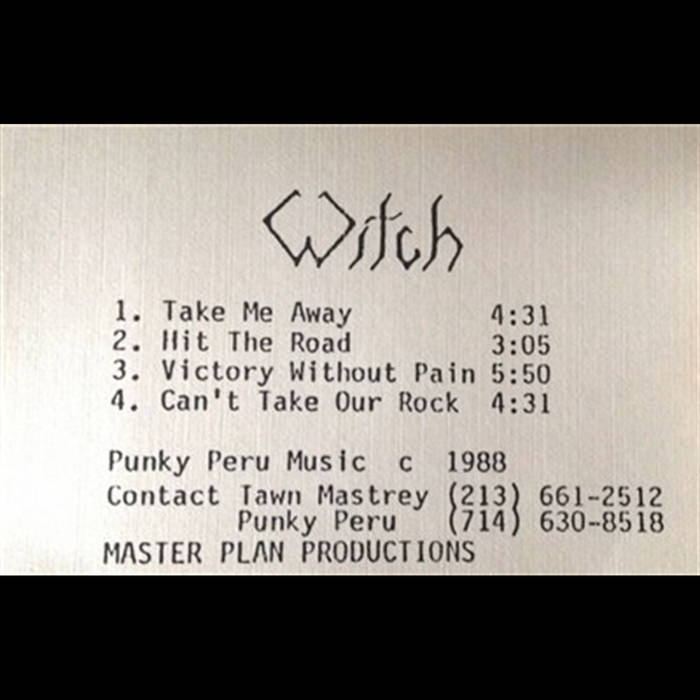 Witch
1. Take Me Away 4:31
2. Hit The Road 3:05
3. Victory Without Pain 5:50
4. Can't Take Our Rock 4:31
Punky Peru Music c 1988
Contact Tawn Mastrey (213) 661-2512
Punky Peru (714) 630-8518
MASTER PLAN PRODUCTIONS